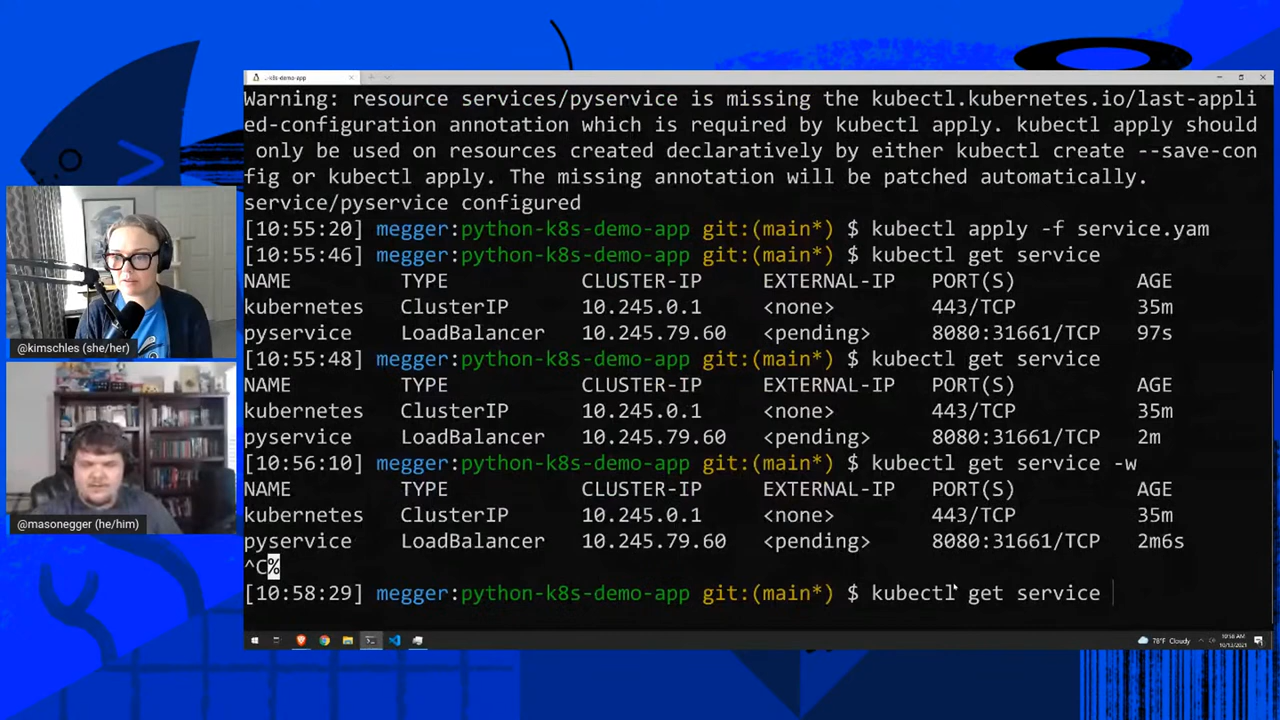 ..-k8s-demo-app
Warning: resource services/pyservice is missing the kubectl.kubernetes.io/last-appli
ed-configuration annotation which is required by kubectl apply. kubectl apply should
only be used on resources created declaratively by either kubectl create --save-con
fig or kubectl apply. The missing annotation will be patched automatically.
service/pyservice configured
[10:55:20] megger:python-k8s-demo-app git:(main*) $ kubectl apply -f service.yam
[10:55:46] megger:python-k8s-demo-app git:(main*) $ kubectl get service
NAME TYPE CLUSTER-IP EXTERNAL-IP PORT(S) AGE
kubernetes ClusterIP 10.245.0.1 <none> 443/TCP 35m
pyservice LoadBalancer 10.245.79.60 <pending> 8080:31661/TCP 97s
[10:55:48] megger:python-k8s-demo-app git:(main*) $ kubectl get service
NAME TYPE CLUSTER-IP EXTERNAL-IP PORT(S) AGE
kubernetes ClusterIP 10.245.0.1 <none> 443/TCP 35m
pyservice LoadBalancer 10.245.79.60 <pending> 8080:31661/TCP 2m
[10:56:10] megger:python-k8s-demo-app git:(main*) $ kubectl get service -w
NAME TYPE CLUSTER-IP EXTERNAL-IP PORT(S) AGE
kubernetes ClusterIP 10.245.0.1 <none> 443/TCP 35m
pyservice LoadBalancer 10.245.79.60 <pending> 8080:31661/TCP 2m6s
^C%
[10:58:29] megger:python-k8s-demo-app git:(main*) $ kubectl get service
@kimschles (she/her)
@masonegger (he/him)
78°F Cloudy
10:58 AM
10/13/2021